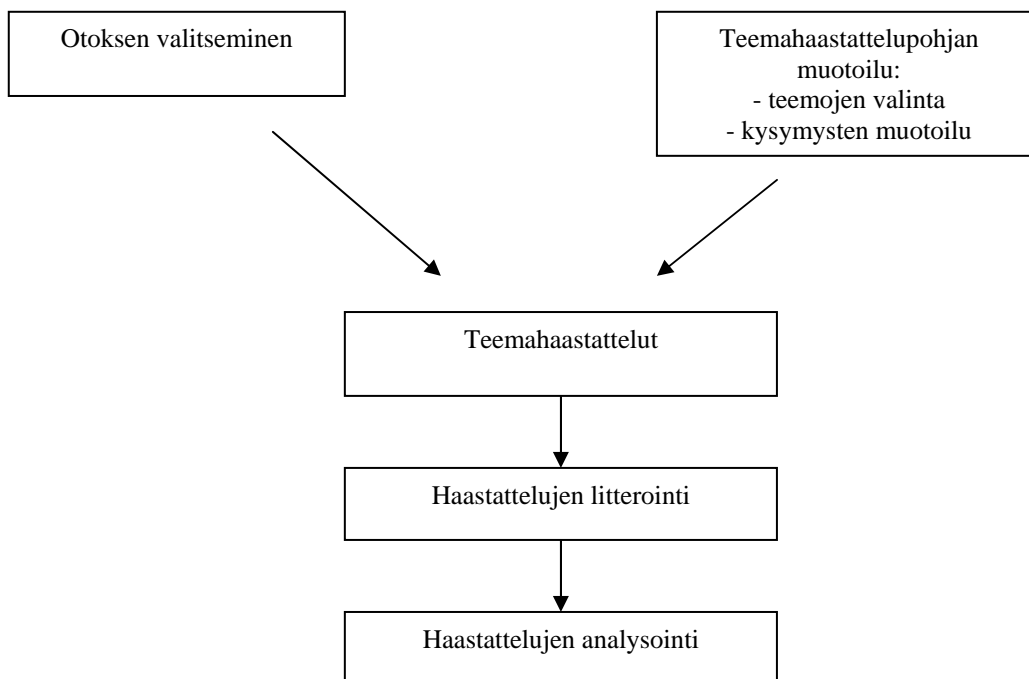 Otoksen valitseminen
Teemahaastattelupohjan
muotoilu:
- teemojen valinta
- kysymysten muotoilu
Teemahaastattelut
Haastattelujen litterointi
Haastattelujen analysointi